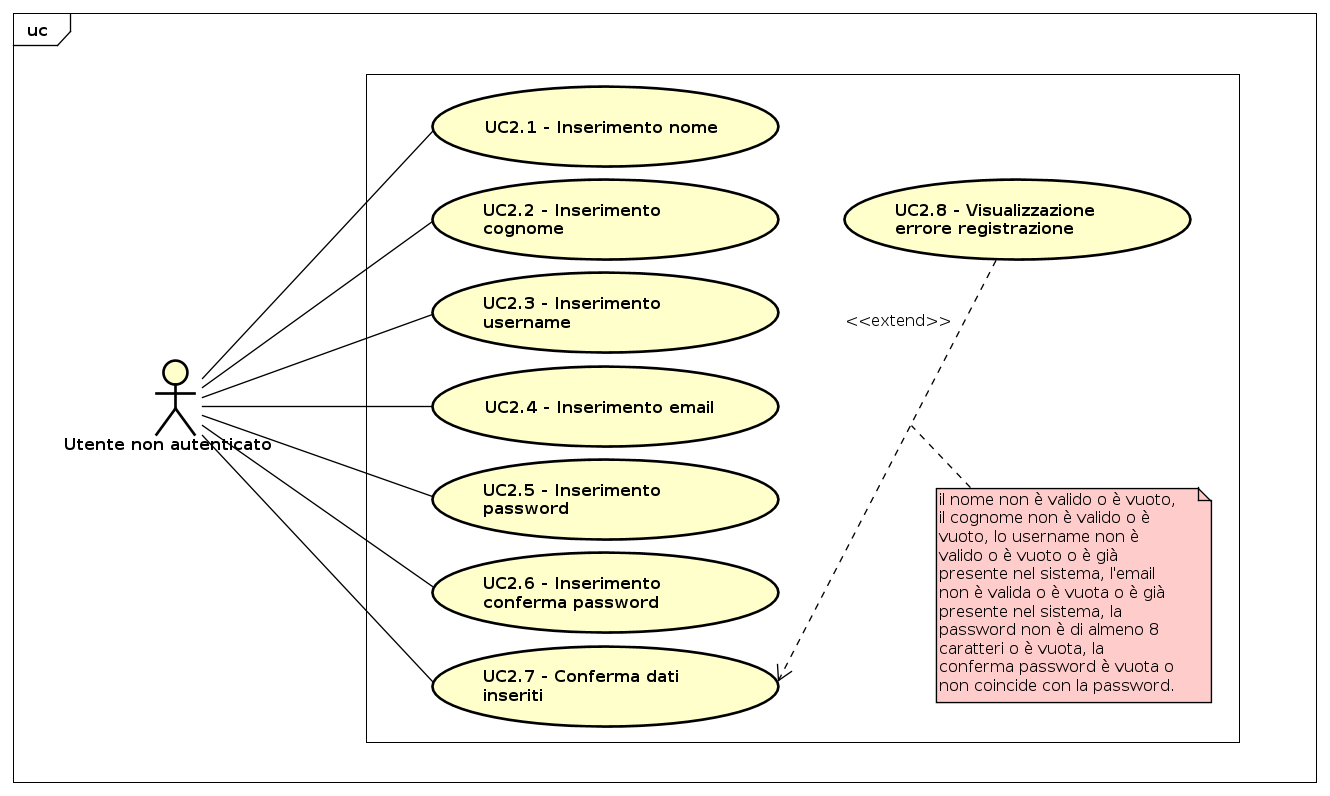 uc
UC2.1 - Inserimento nome
UC2.2 - Inserimento
cognome
UC2.8 - Visualizzazione
errore registrazione
UC2.3 - Inserimento
username
<<extend>>
UC2.4 - Inserimento email
Utente non autenticato
UC2.5 - Inserimento
password
il nome non è valido o è vuoto,
il cognome non è valido o è
vuoto, lo username non è
valido o è vuoto o è già
presente nel sistema, l'email
non è valida o è vuota o è già
presente nel sistema, la
password non è di almeno 8
caratteri o è vuota, la
conferma password è vuota o
non coincide con la password.
UC2.6 - Inserimento
conferma password
UC2.7 - Conferma dati
inseriti